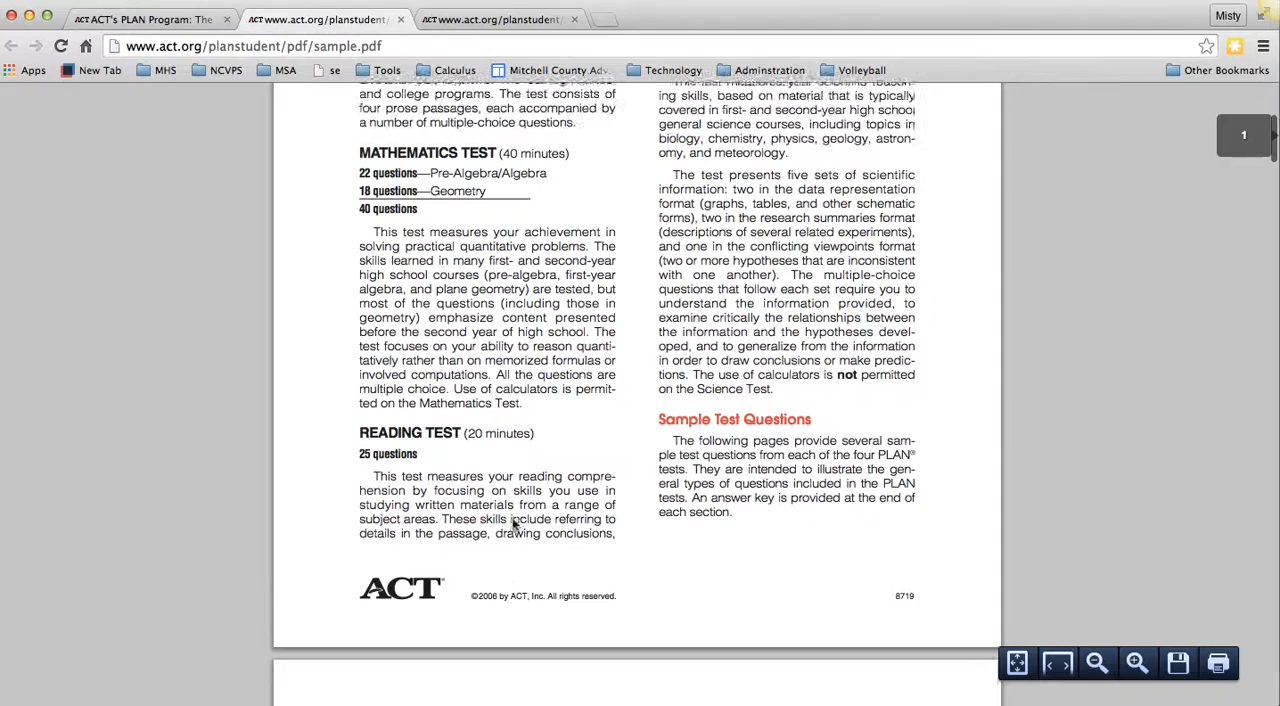 ACT ACT's PLAN Program: The
ACT www.act.org/planstudent/
ACT www.act.org/planstudent/
Misty
www.act.org/planstudent/pdf/sample.pdf
Apps
New Tab
MHS
NCVPS
MSA
se
Tools
Calculus
Mitchell County Adv
Technology
Adminstration
Volleyball
Other Bookmarks
1
and college programs. The test consists of
four prose passages, each accompanied by
a number of multiple-choice questions.
MATHEMATICS TEST (40 minutes)
22 questions—Pre-Algebra/Algebra
18 questions—Geometry
40 questions
This test measures your achievement in
solving practical quantitative problems. The
skills learned in many first- and second-year
high school courses (pre-algebra, first-year
algebra, and plane geometry) are tested, but
most of the questions (including those in
geometry) emphasize content presented
before the second year of high school. The
test focuses on your ability to reason quanti-
tatively rather than on memorized formulas or
involved computations. All the questions are
multiple choice. Use of calculators is permit-
ted on the Mathematics Test.
READING TEST (20 minutes)
25 questions
This test measures your reading compre-
hension by focusing on skills you use in
studying written materials from a range of
subject areas. These skills include referring to
details in the passage, drawing conclusions,
ing skills, based on material that is typically
covered in first- and second-year high school
general science courses, including topics in
biology, chemistry, physics, geology, astron-
omy, and meteorology.
The test presents five sets of scientific
information: two in the data representation
format (graphs, tables, and other schematic
forms), two in the research summaries format
(descriptions of several related experiments),
and one in the conflicting viewpoints format
(two or more hypotheses that are inconsistent
with one another). The multiple-choice
questions that follow each set require you to
understand the information provided, to
examine critically the relationships between
the information and the hypotheses devel-
oped, and to generalize from the information
in order to draw conclusions or make predic-
tions. The use of calculators is not permitted
on the Science Test.
Sample Test Questions
The following pages provide several sam-
ple test questions from each of the four PLAN®
tests. They are intended to illustrate the gen-
eral types of questions included in the PLAN
tests. An answer key is provided at the end of
each section.
ACT
©2006 by ACT, Inc. All rights reserved.
8719